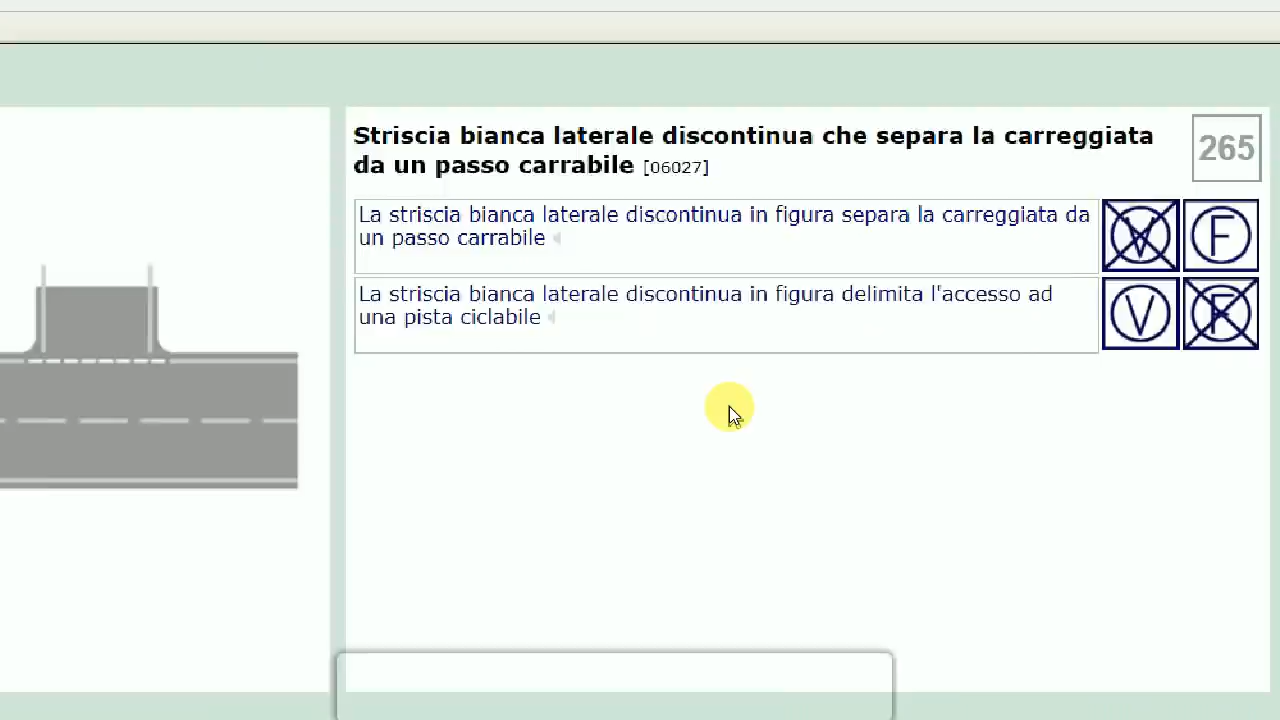 Striscia bianca laterale discontinua che separa la carreggiata
da un passo carrabile [06027]
265
La striscia bianca laterale discontinua in figura separa la carreggiata da
un passo carrabile
V F
La striscia bianca laterale discontinua in figura delimita l'accesso ad
una pista ciclabile
V F